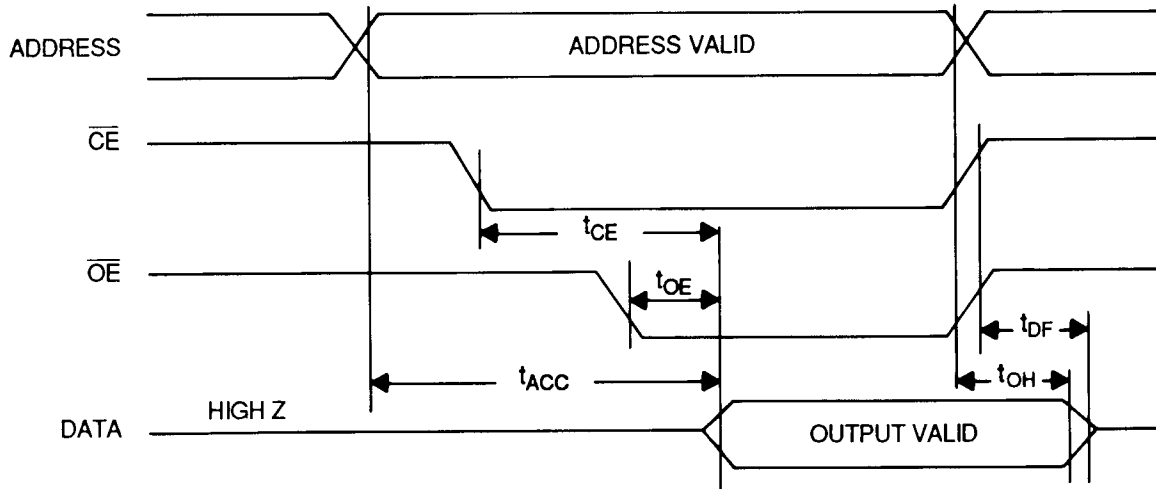 ADDRESS
ADDRESS VALID
CE
tCE
OE
tOE
tDF
tACC
tOH
HIGH Z
DATA
OUTPUT VALID